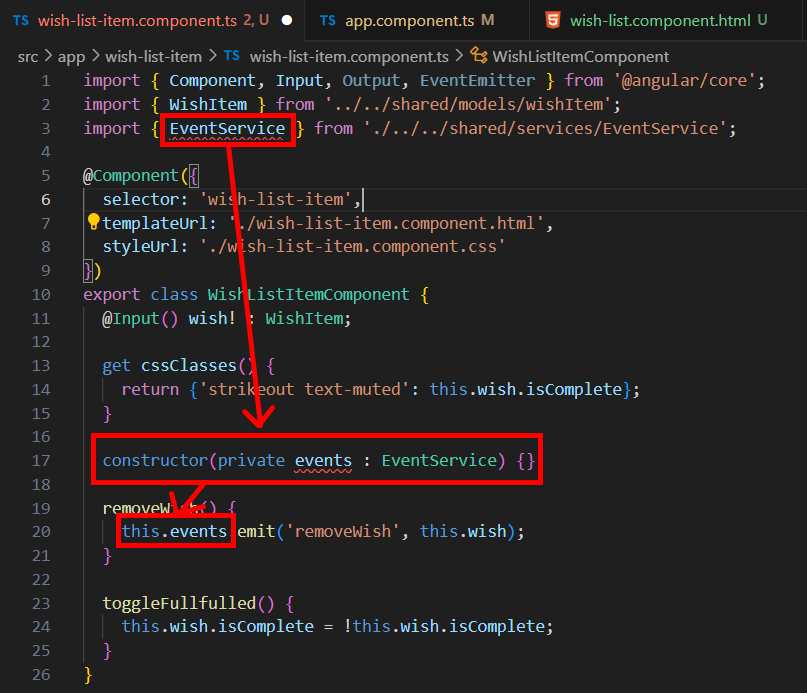 TS wish-list-item.component.ts 2, U
TS app.component.ts M
wish-list.component.html U
src > app > wish-list-item > TS wish-list-item.component.ts > WishListItemComponent
1 import { Component, Input, Output, EventEmitter } from '@angular/core';
2 import { WishItem } from '../../shared/models/wishItem';
3 import { EventService } from './../../shared/services/EventService';
4
5 @Component({
6 selector: 'wish-list-item',
7 templateUrl: './wish-list-item.component.html',
8 styleUrl: './wish-list-item.component.css'
9 })
10 export class WishListItemComponent {
11 @Input() wish! : WishItem;
12
13 get cssClasses() {
14 return {'strikeout text-muted': this.wish.isComplete};
15 }
16
17 constructor(private events : EventService) {}
18
19 removeWish() {
20 this.events.emit('removeWish', this.wish);
21 }
22
23 toggleFullfulled() {
24 this.wish.isComplete = !this.wish.isComplete;
25 }
26 }